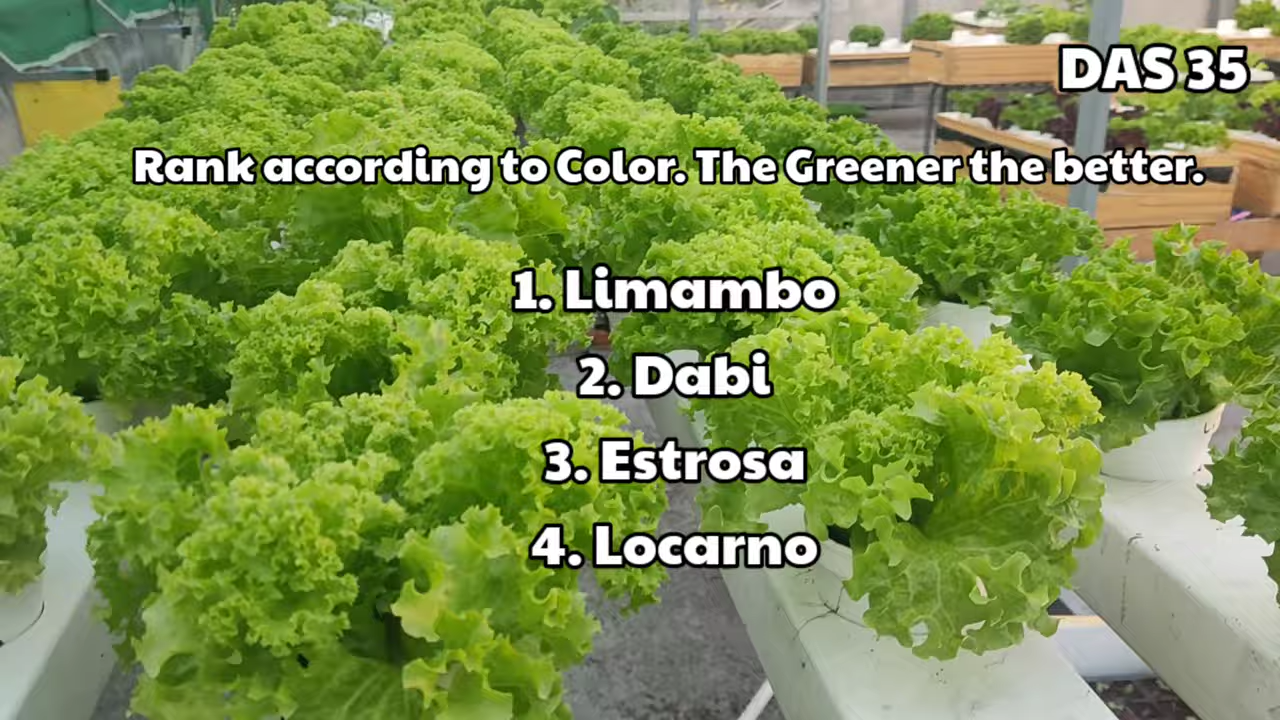 DAS 35
Rank according to Color. The Greener the better.
1. Limambo
2. Dabi
3. Estrosa
4. Locarno